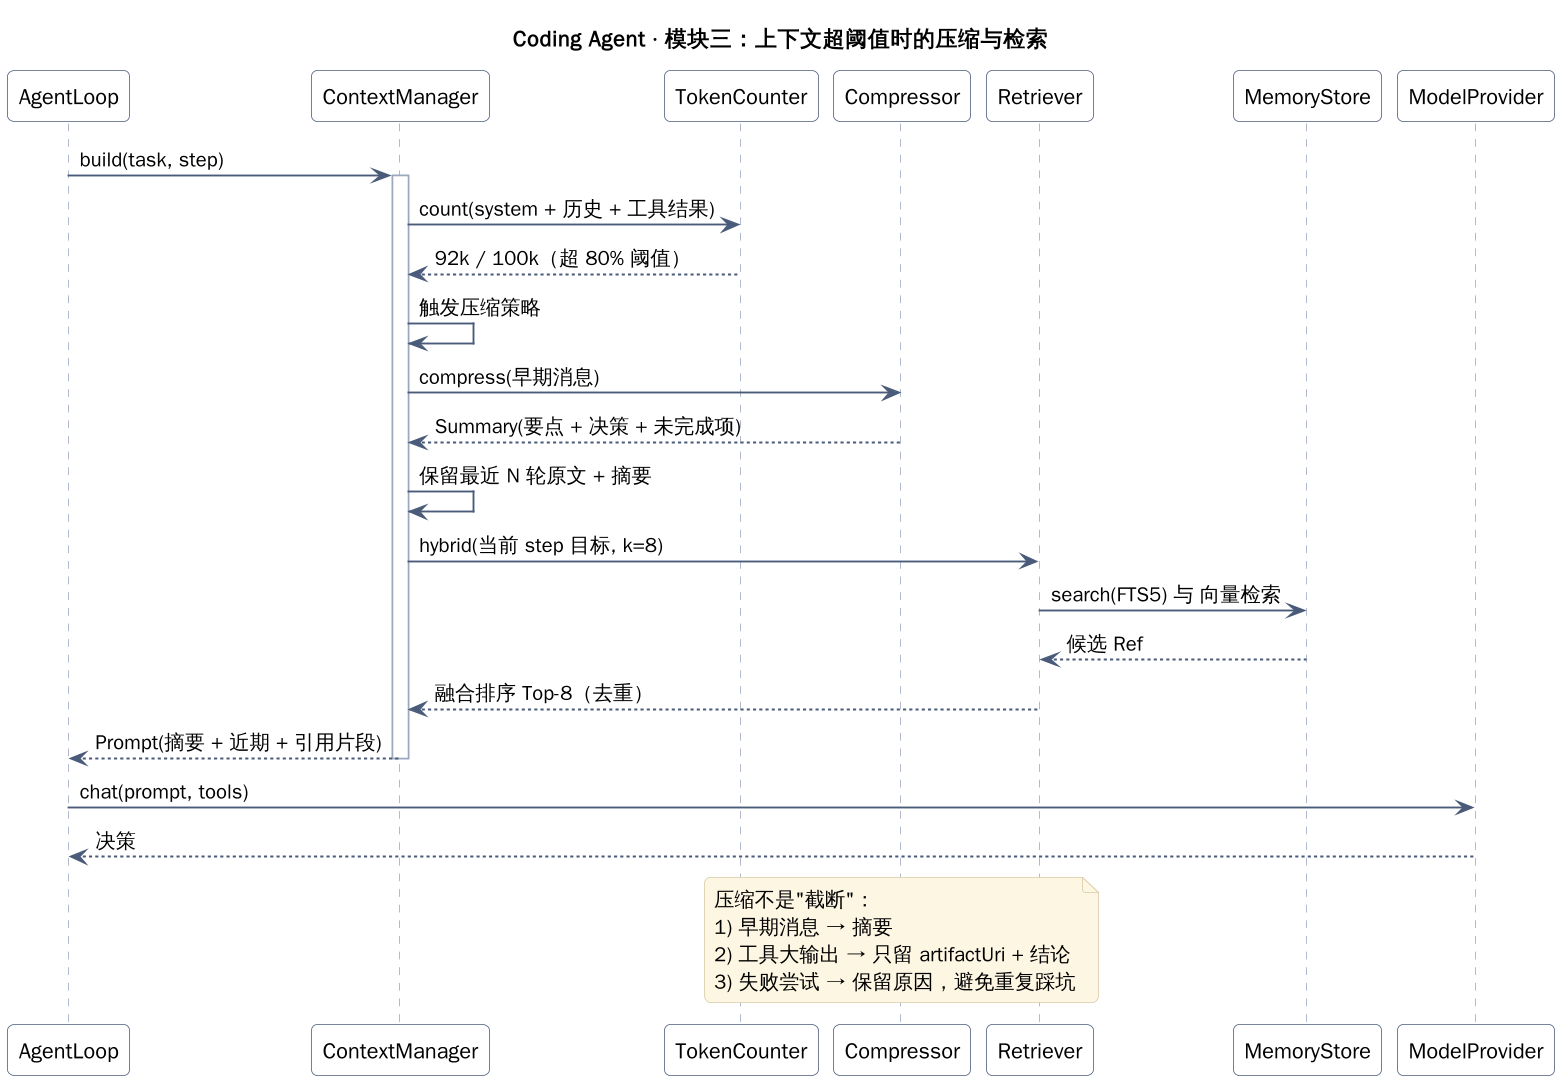 Coding Agent · 模块三：上下文超阈值时的压缩与检索
AgentLoop
ContextManager
TokenCounter
Compressor
Retriever
MemoryStore
ModelProvider
build(task, step)
count(system + 历史 + 工具结果)
92k / 100k（超 80% 阈值）
触发压缩策略
compress(早期消息)
Summary(要点 + 决策 + 未完成项)
保留最近 N 轮原文 + 摘要
hybrid(当前 step 目标, k=8)
search(FTS5) 与 向量检索
候选 Ref
融合排序 Top-8（去重）
Prompt(摘要 + 近期 + 引用片段)
chat(prompt, tools)
决策
压缩不是"截断"：
1) 早期消息 → 摘要
2) 工具大输出 → 只留 artifactUri + 结论
3) 失败尝试 → 保留原因，避免重复踩坑
AgentLoop
ContextManager
TokenCounter
Compressor
Retriever
MemoryStore
ModelProvider